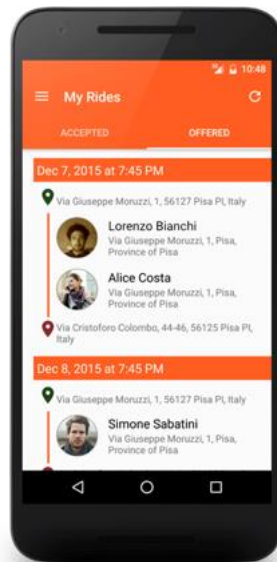 10:48
My Rides
ACCEPTED OFFERED
Dec 7, 2015 at 7:45 PM
Via Giuseppe Moruzzi, 1, 56127 Pisa PI, Italy
Lorenzo Bianchi
Via Giuseppe Moruzzi, 1, Pisa,
Province of Pisa
Alice Costa
Via Giuseppe Moruzzi, 1, Pisa,
Province of Pisa
Via Cristoforo Colombo, 44-46, 56125 Pisa PI,
Italy
Dec 8, 2015 at 7:45 PM
Via Giuseppe Moruzzi, 1, 56127 Pisa PI, Italy
Simone Sabatini
Via Giuseppe Moruzzi, 1, Pisa,
Province of Pisa